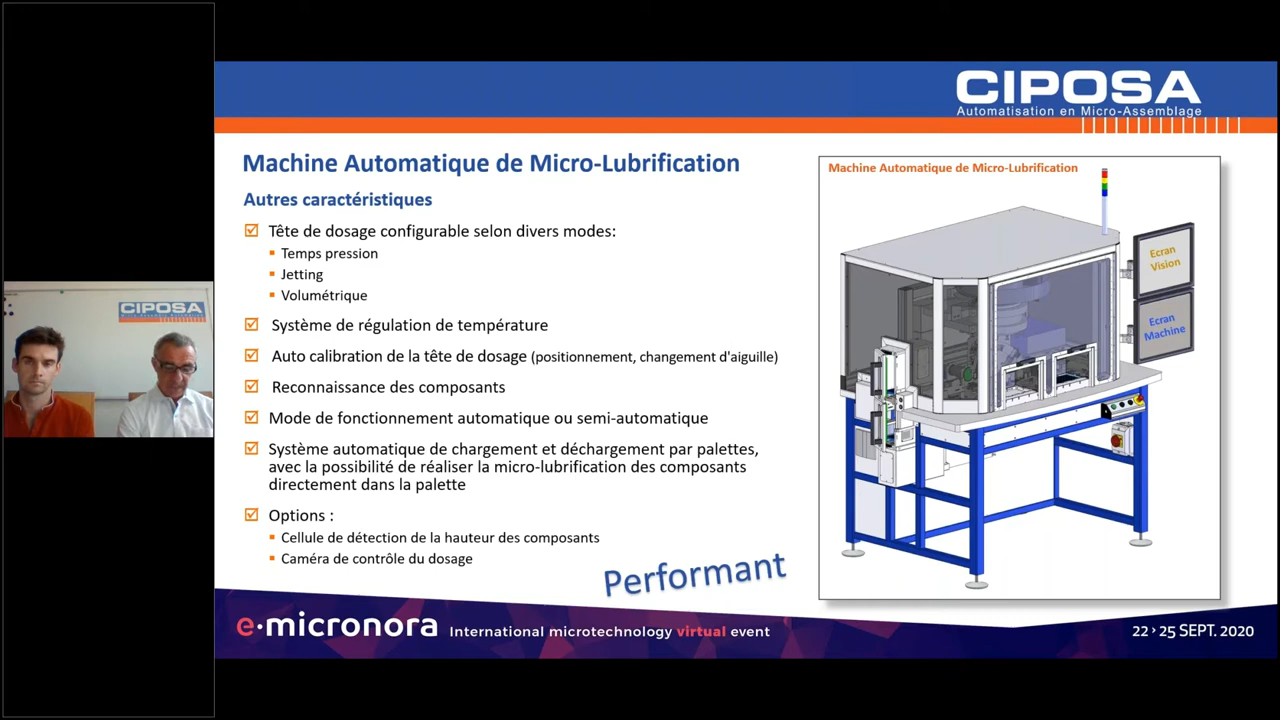 CIPOSA
Automatisation en Micro-Assemblage
Machine Automatique de Micro-Lubrification
Autres caractéristiques
Tête de dosage configurable selon divers modes:
Temps pression
Jetting
Volumétrique
Système de régulation de température
Auto calibration de la tête de dosage (positionnement, changement d'aiguille)
Reconnaissance des composants
Mode de fonctionnement automatique ou semi-automatique
Système automatique de chargement et déchargement par palettes,
avec la possibilité de réaliser la micro-lubrification des composants
directement dans la palette
Options :
Cellule de détection de la hauteur des composants
Caméra de contrôle du dosage
Performant
Machine Automatique de Micro-Lubrification
Ecran
Vision
Ecran
Machine
CIPOSA
e·micronora International microtechnology virtual event
22 > 25 SEPT. 2020